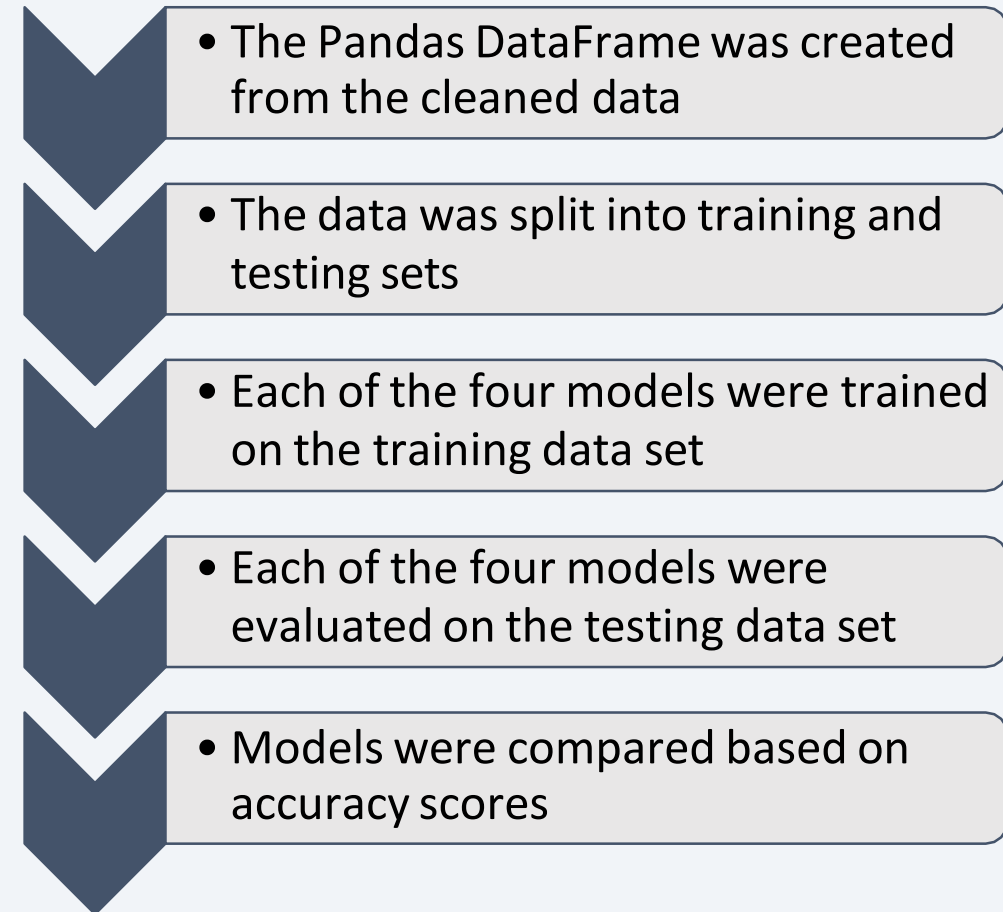 • The Pandas DataFrame was created
from the cleaned data
• The data was split into training and
testing sets
• Each of the four models were trained
on the training data set
• Each of the four models were
evaluated on the testing data set
• Models were compared based on
accuracy scores